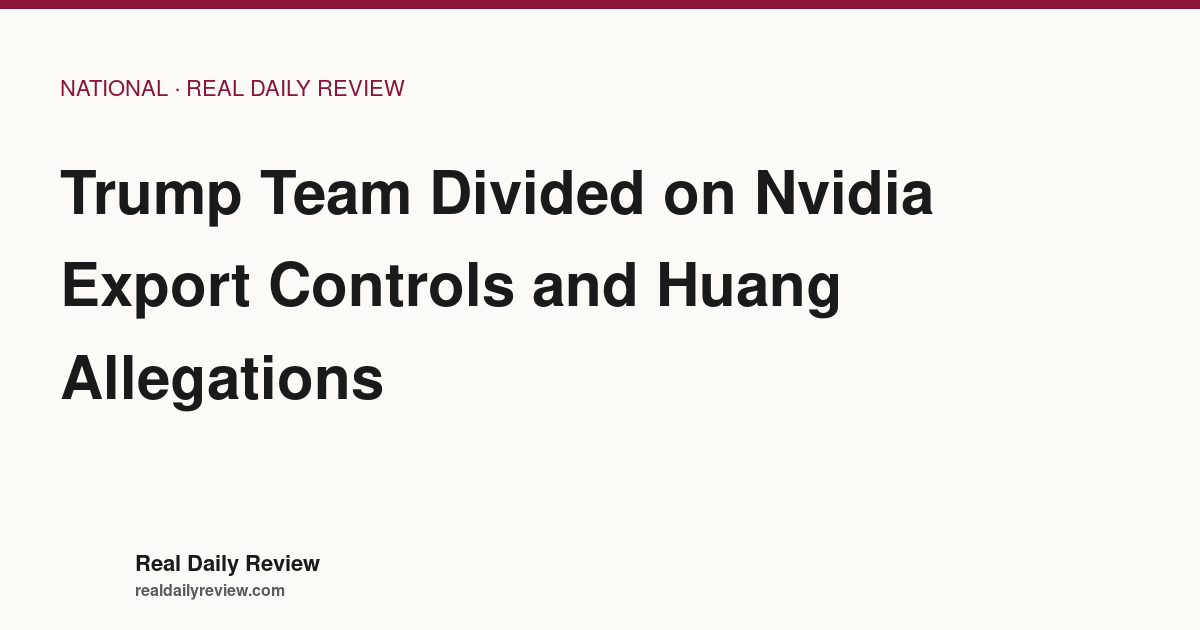 NATIONAL · REAL DAILY REVIEW
Trump Team Divided on Nvidia
Export Controls and Huang
Allegations
Real Daily Review
realdailyreview.com